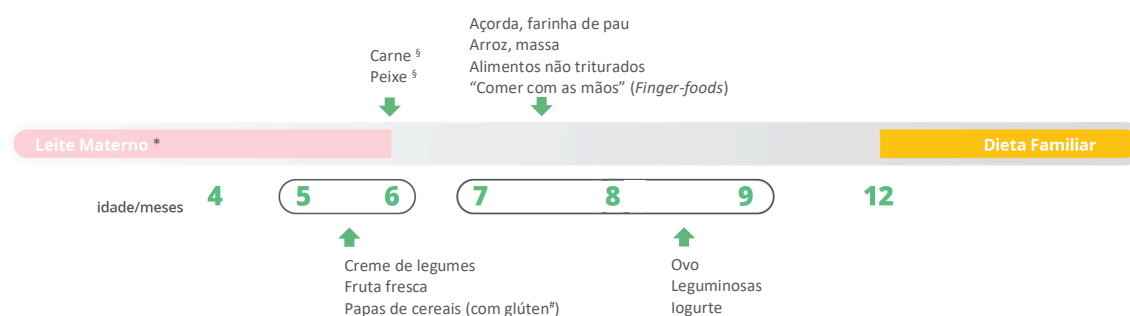 Açorda, farinha de pau
Arroz, massa
Alimentos não triturados
“Comer com as mãos” (Finger-foods)
Carne §
Peixe §
Leite Materno *
Dieta Familiar
idade/meses 4 5 6 7 8 9 12
Creme de legumes
Fruta fresca
Papas de cereais (com glúten#)
Ovo
Leguminosas
Iogurte